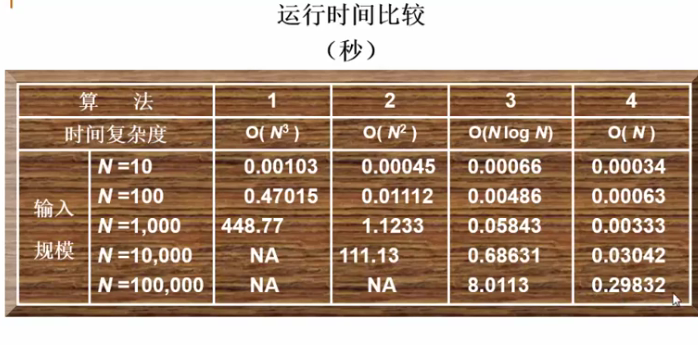 运行时间比较
（秒）
算 法 1 2 3 4
时间复杂度 O( N³ ) O( N² ) O(N log N) O( N )
输入规模
N =10 0.00103 0.00045 0.00066 0.00034
N =100 0.47015 0.01112 0.00486 0.00063
N =1,000 448.77 1.1233 0.05843 0.00333
N =10,000 NA 111.13 0.68631 0.03042
N =100,000 NA NA 8.0113 0.29832